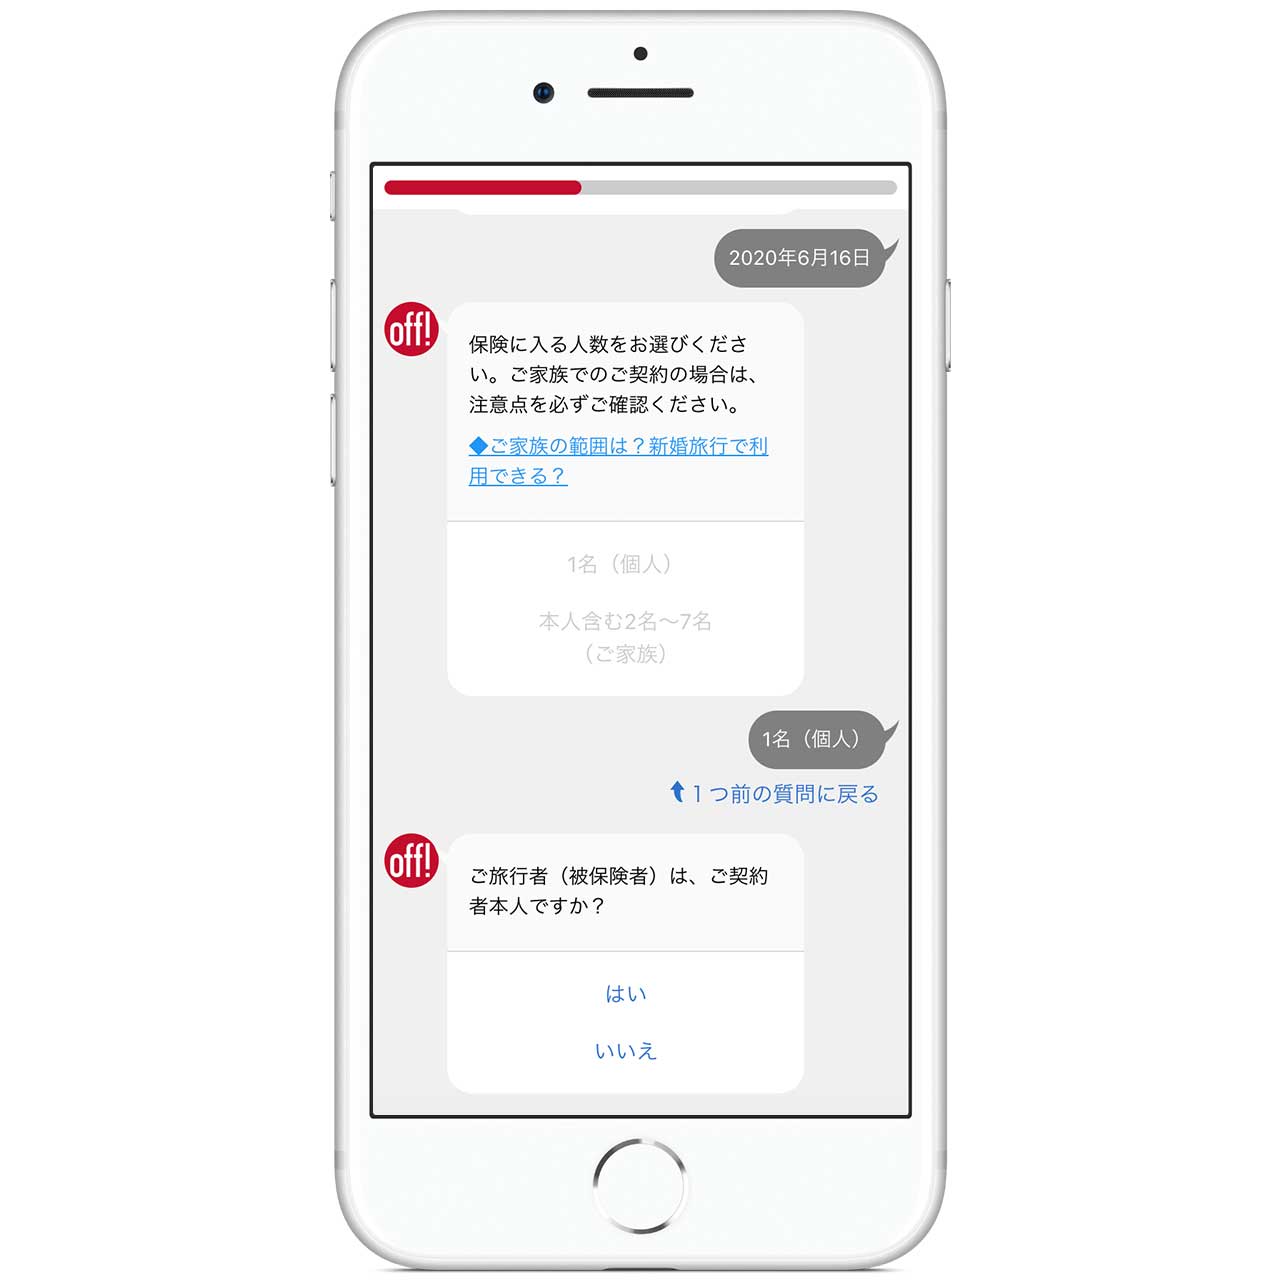 2020年6月16日
off!
保険に入る人数をお選びくださ
い。ご家族でのご契約の場合は、
注意点を必ずご確認ください。
◆ご家族の範囲は？新婚旅行で利
用できる？
1名（個人）
本人含む2名〜7名
（ご家族）
1名（個人）
1つ前の質問に戻る
off!
ご旅行者（被保険者）は、ご契約
者本人ですか？
はい
いいえ